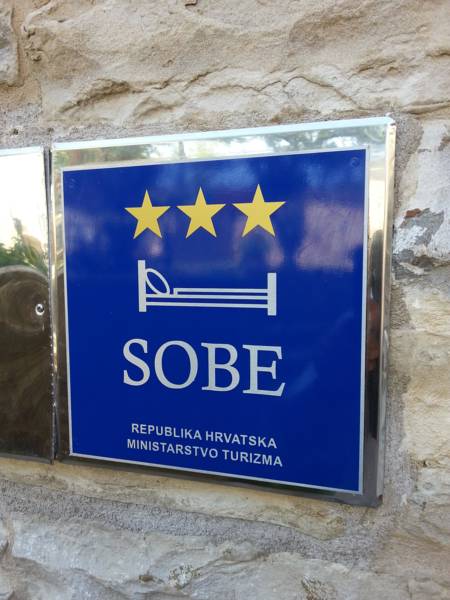 SOBE
REPUBLIKA HRVATSKA
MINISTARSTVO TURIZMA